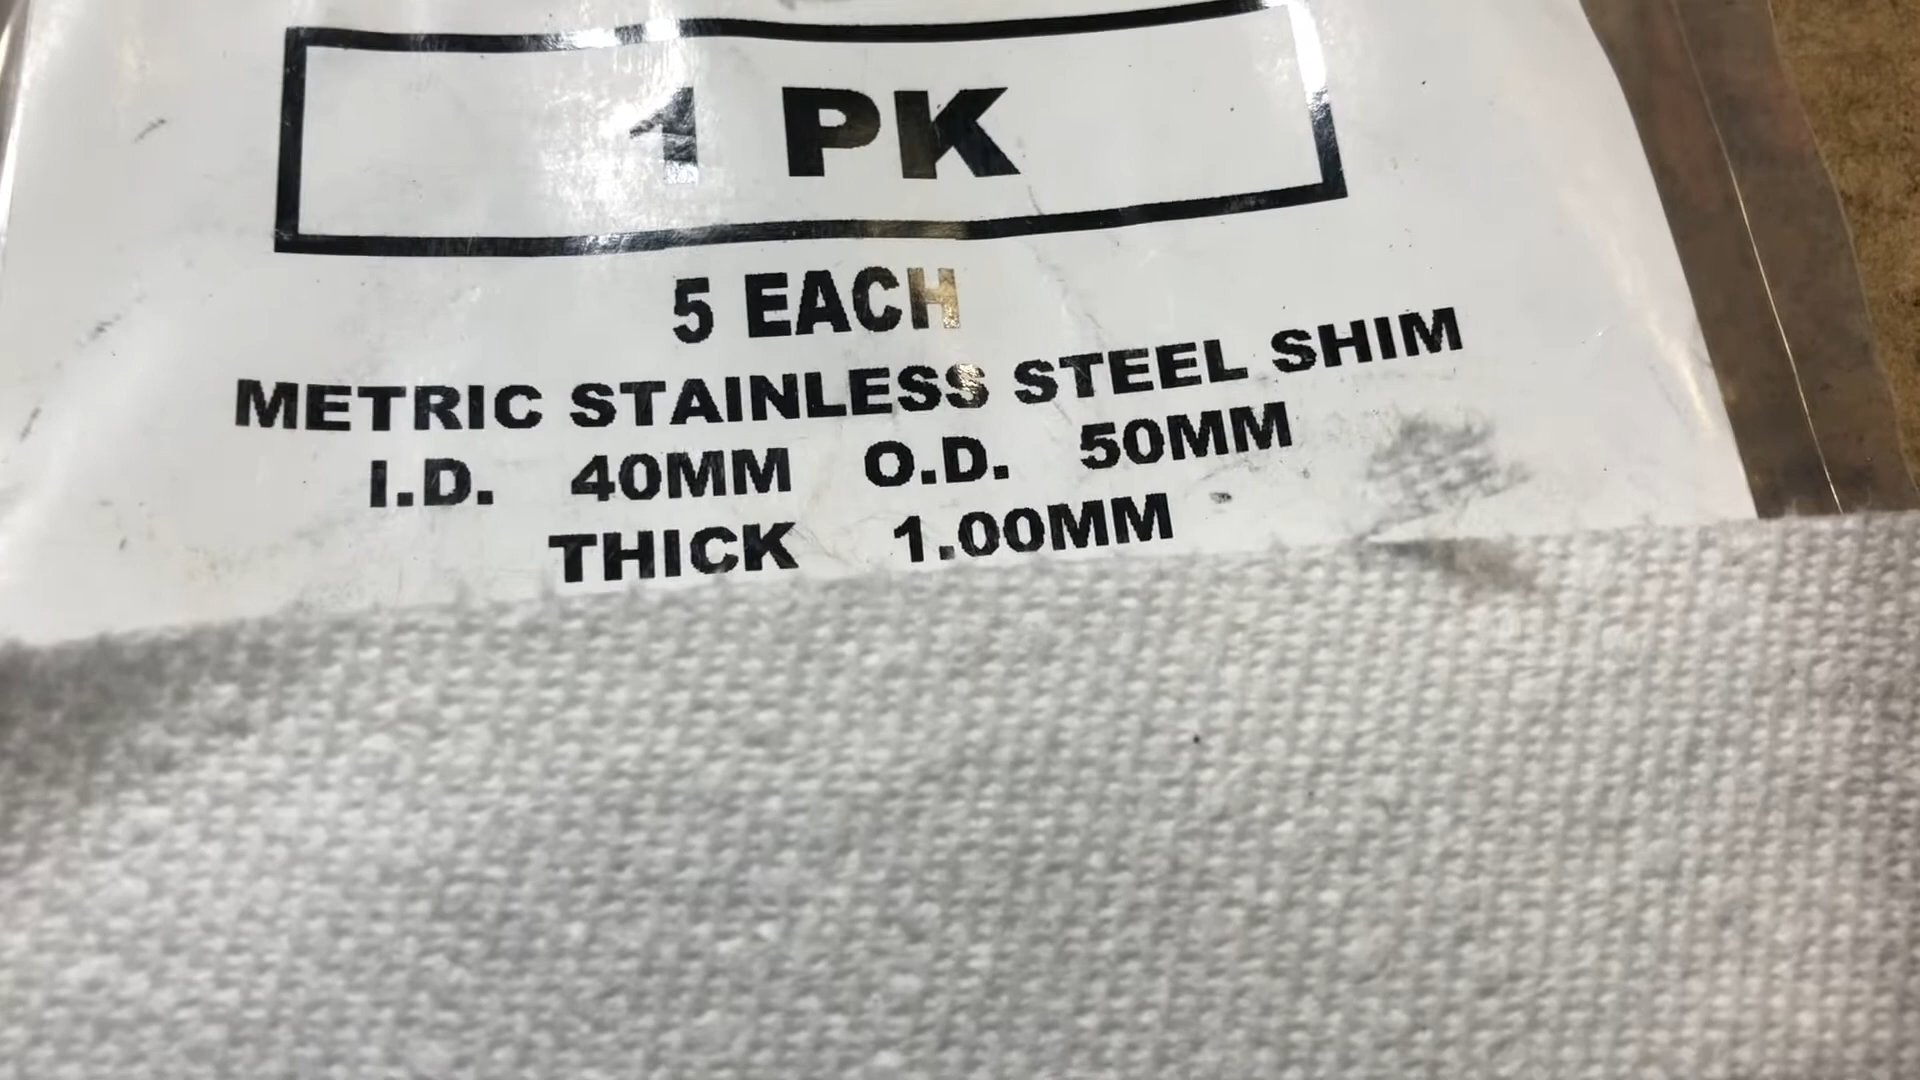 1 PK
5 EACH
METRIC STAINLESS STEEL SHIM
I.D. 40MM O.D. 50MM
THICK 1.00MM